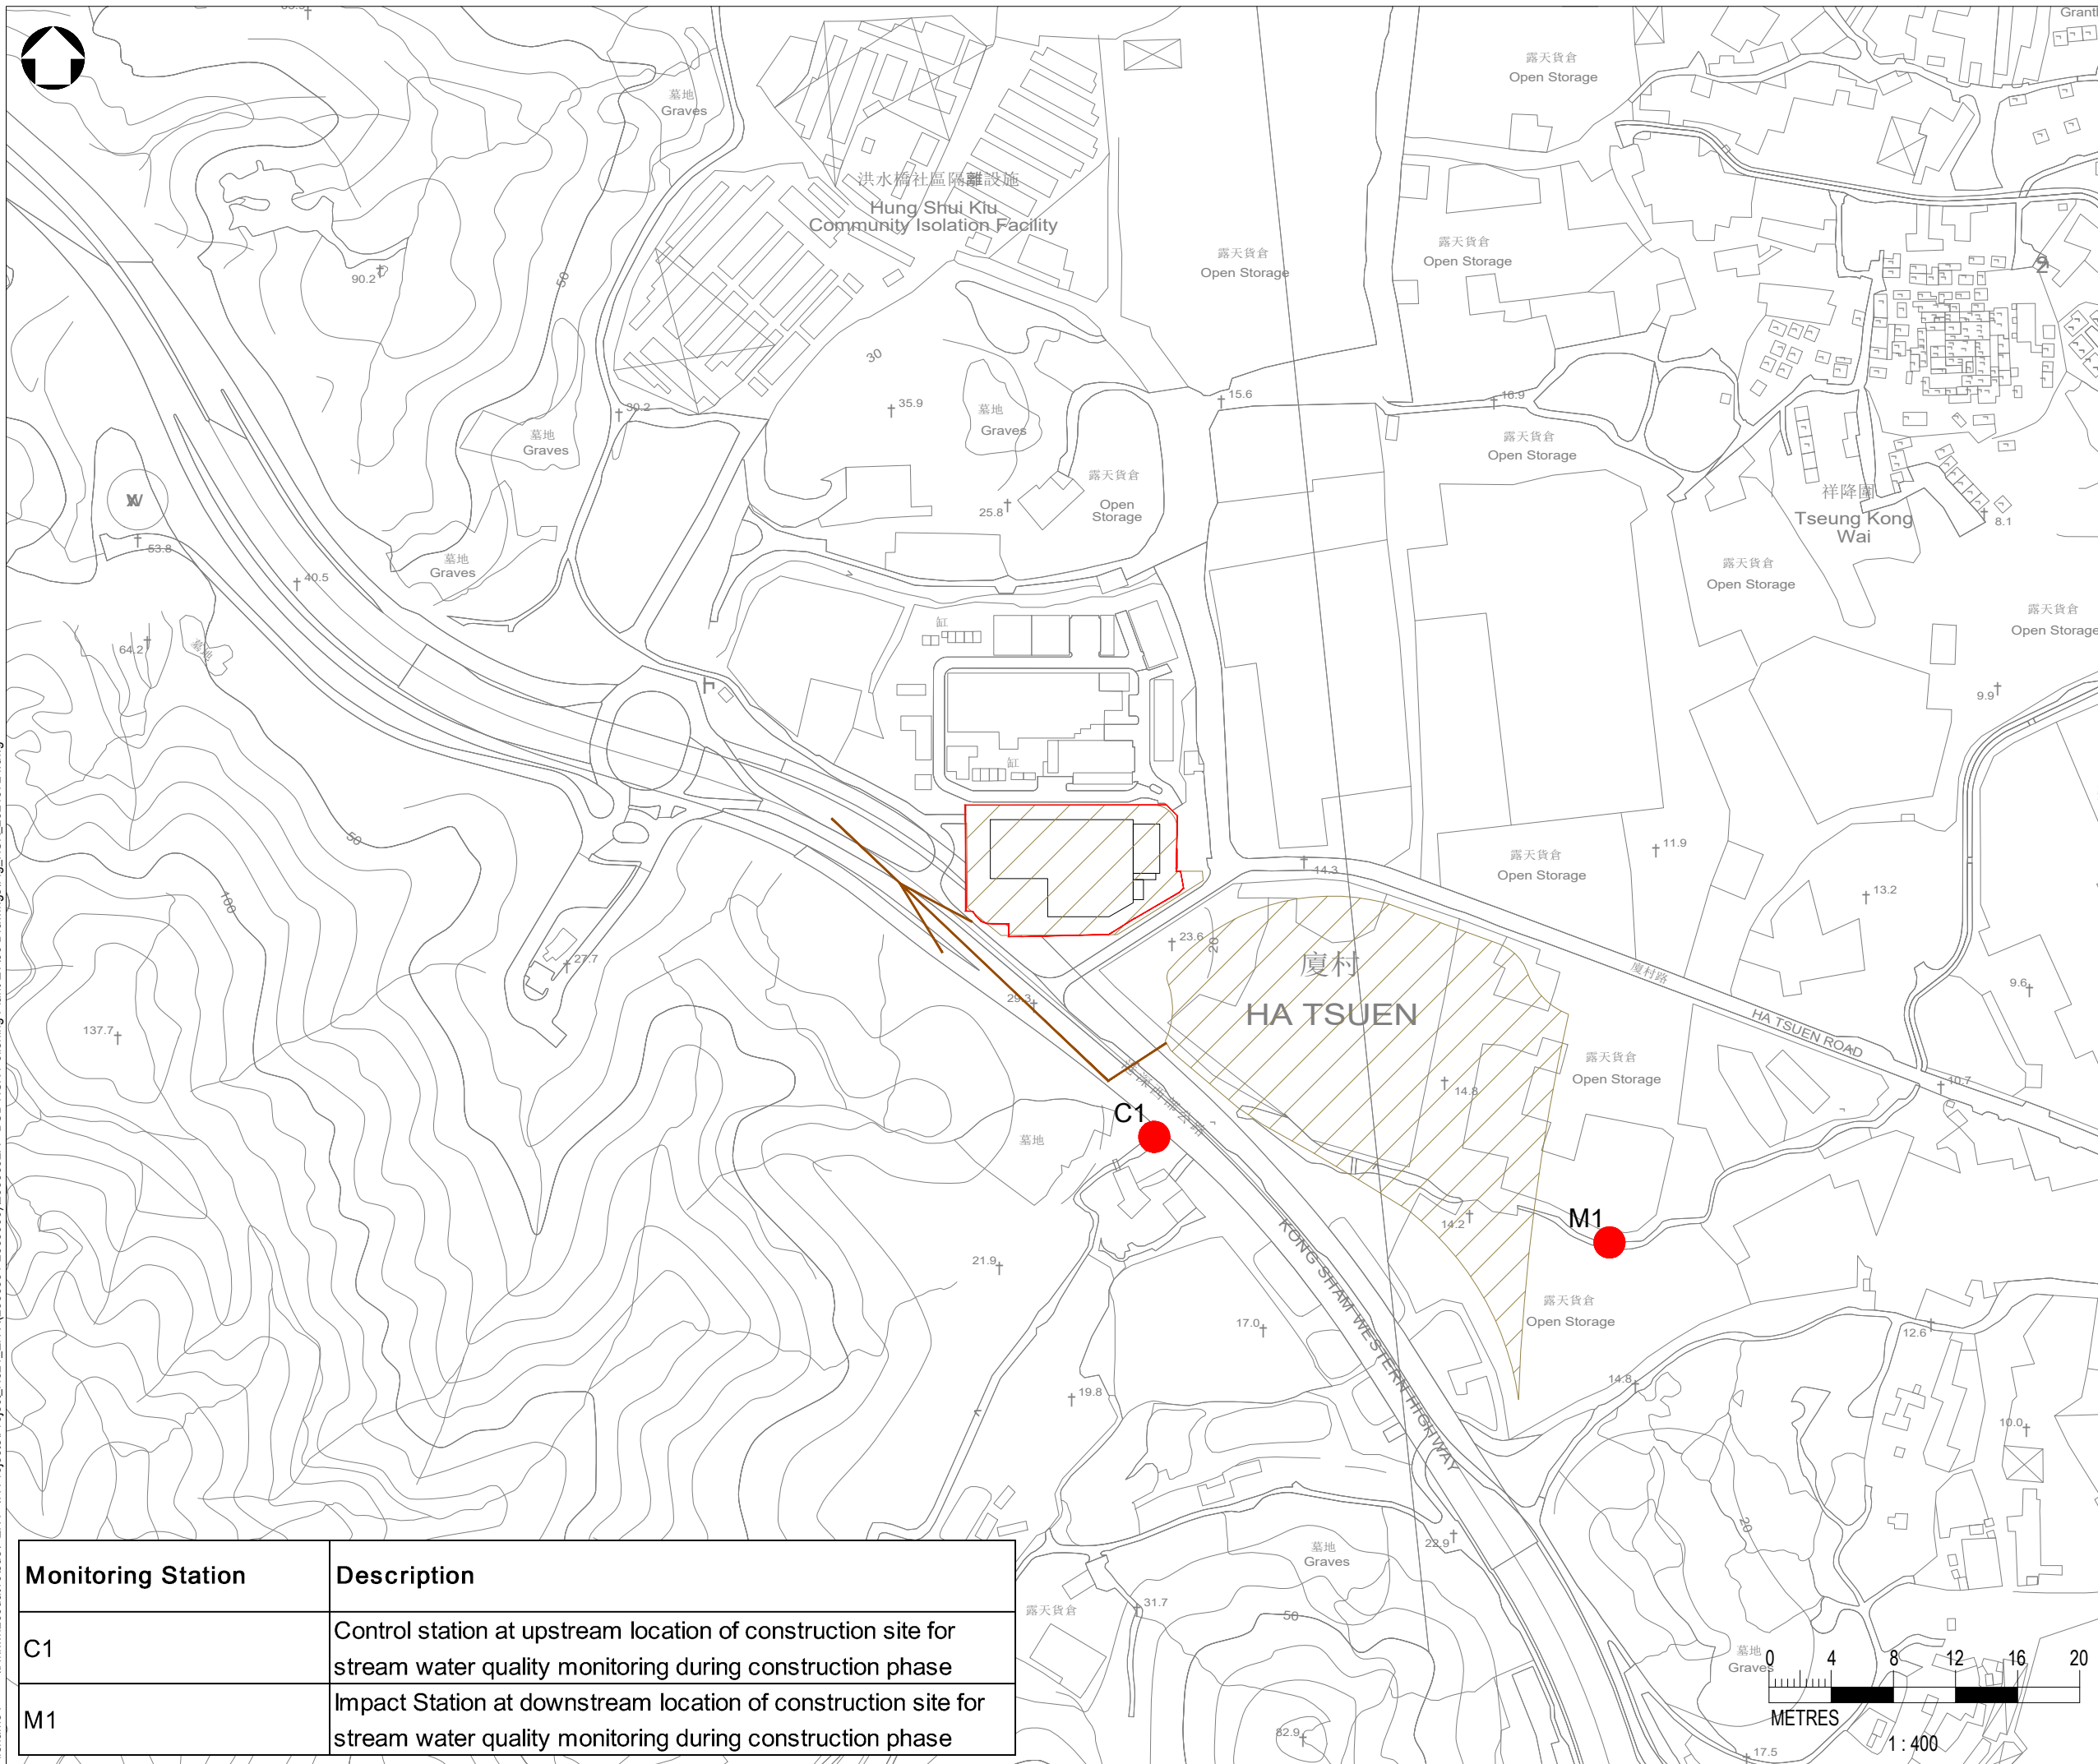 墓地
Graves
露天貨倉
Open Storage
洪水橋社區隔離設施
Hung Shui Kiu
Community Isolation Facility
露天貨倉
Open Storage
露天貨倉
Open Storage
90.2
50
30
35.9
30.2
15.6
16.9
墓地
Graves
墓地
Graves
露天貨倉
Open
Storage
25.8
露天貨倉
Open Storage
祥降圍
Tseung Kong
Wai
8.1
53.8
40.5
墓地
Graves
露天貨倉
Open Storage
露天貨倉
Open Storage
64.2
墓地
缸
9.9
缸
50
100
14.3
露天貨倉
Open Storage
11.9
13.2
27.7
23.6
20
廈村
HA TSUEN
廈村路
HA TSUEN ROAD
29.3
9.6
137.7
14.8
露天貨倉
Open Storage
10.7
港深西部公路
C1
墓地
M1
14.2
21.9
KONG SHAM WESTERN HIGHWAY
17.0
露天貨倉
Open Storage
12.6
19.8
14.8
10.0
20
22.9
墓地
Graves
露天貨倉
31.7
50
82.9
墓地
Graves
17.5
Monitoring Station
Description
C1
Control station at upstream location of construction site for
stream water quality monitoring during construction phase
M1
Impact Station at downstream location of construction site for
stream water quality monitoring during construction phase
0 4 8 12 16 20
METRES
1 : 400